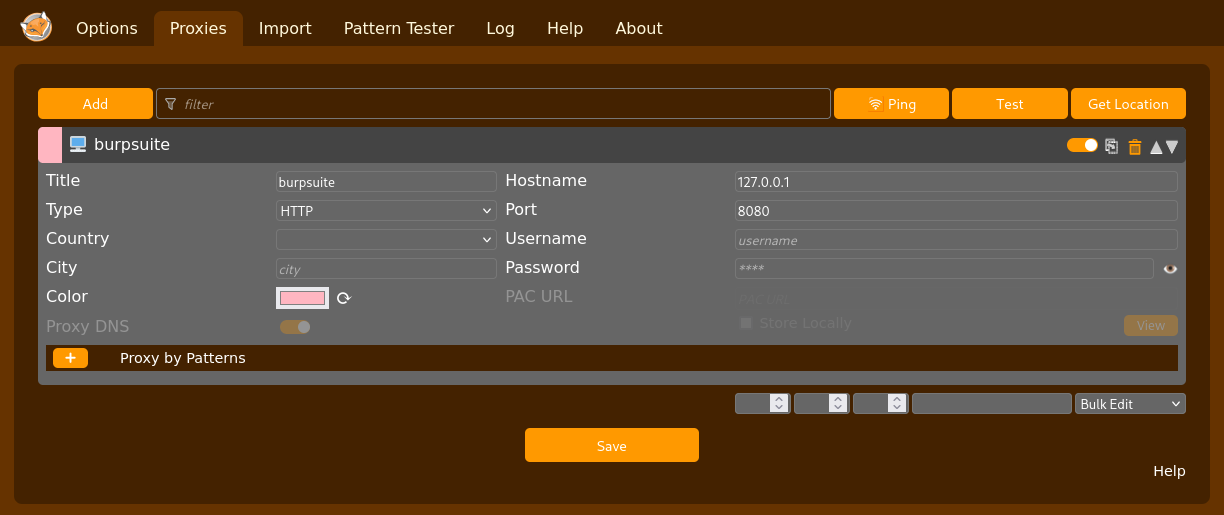 Options Proxies Import Pattern Tester Log Help About
Add filter Ping Test Get Location
burpsuite
Title burpsuite Hostname 127.0.0.1
Type HTTP Port 8080
Country Username username
City city Password ****
Color PAC URL PAC URL
Proxy DNS Store Locally View
+ Proxy by Patterns
Bulk Edit
Save
Help